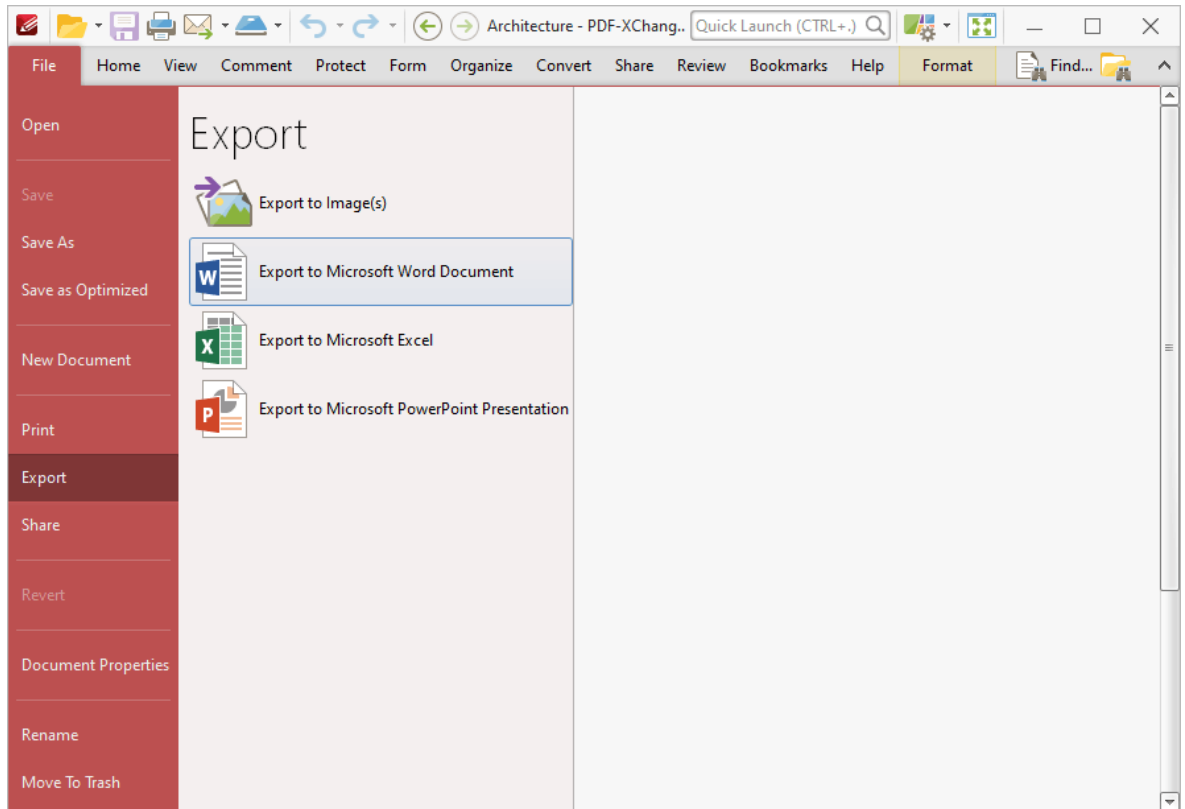 Architecture - PDF-XChang.. Quick Launch (CTRL+.)
File Home View Comment Protect Form Organize Convert Share Review Bookmarks Help Format Find...
Open
Save
Save As
Save as Optimized
New Document
Print
Export
Share
Revert
Document Properties
Rename
Move To Trash
Export
Export to Image(s)
W
Export to Microsoft Word Document
X
Export to Microsoft Excel
P
Export to Microsoft PowerPoint Presentation